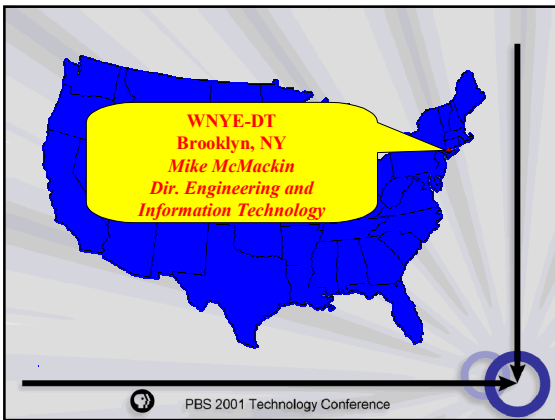 WNYE-DT
Brooklyn, NY
Mike McMackin
Dir. Engineering and
Information Technology
PBS 2001 Technology Conference